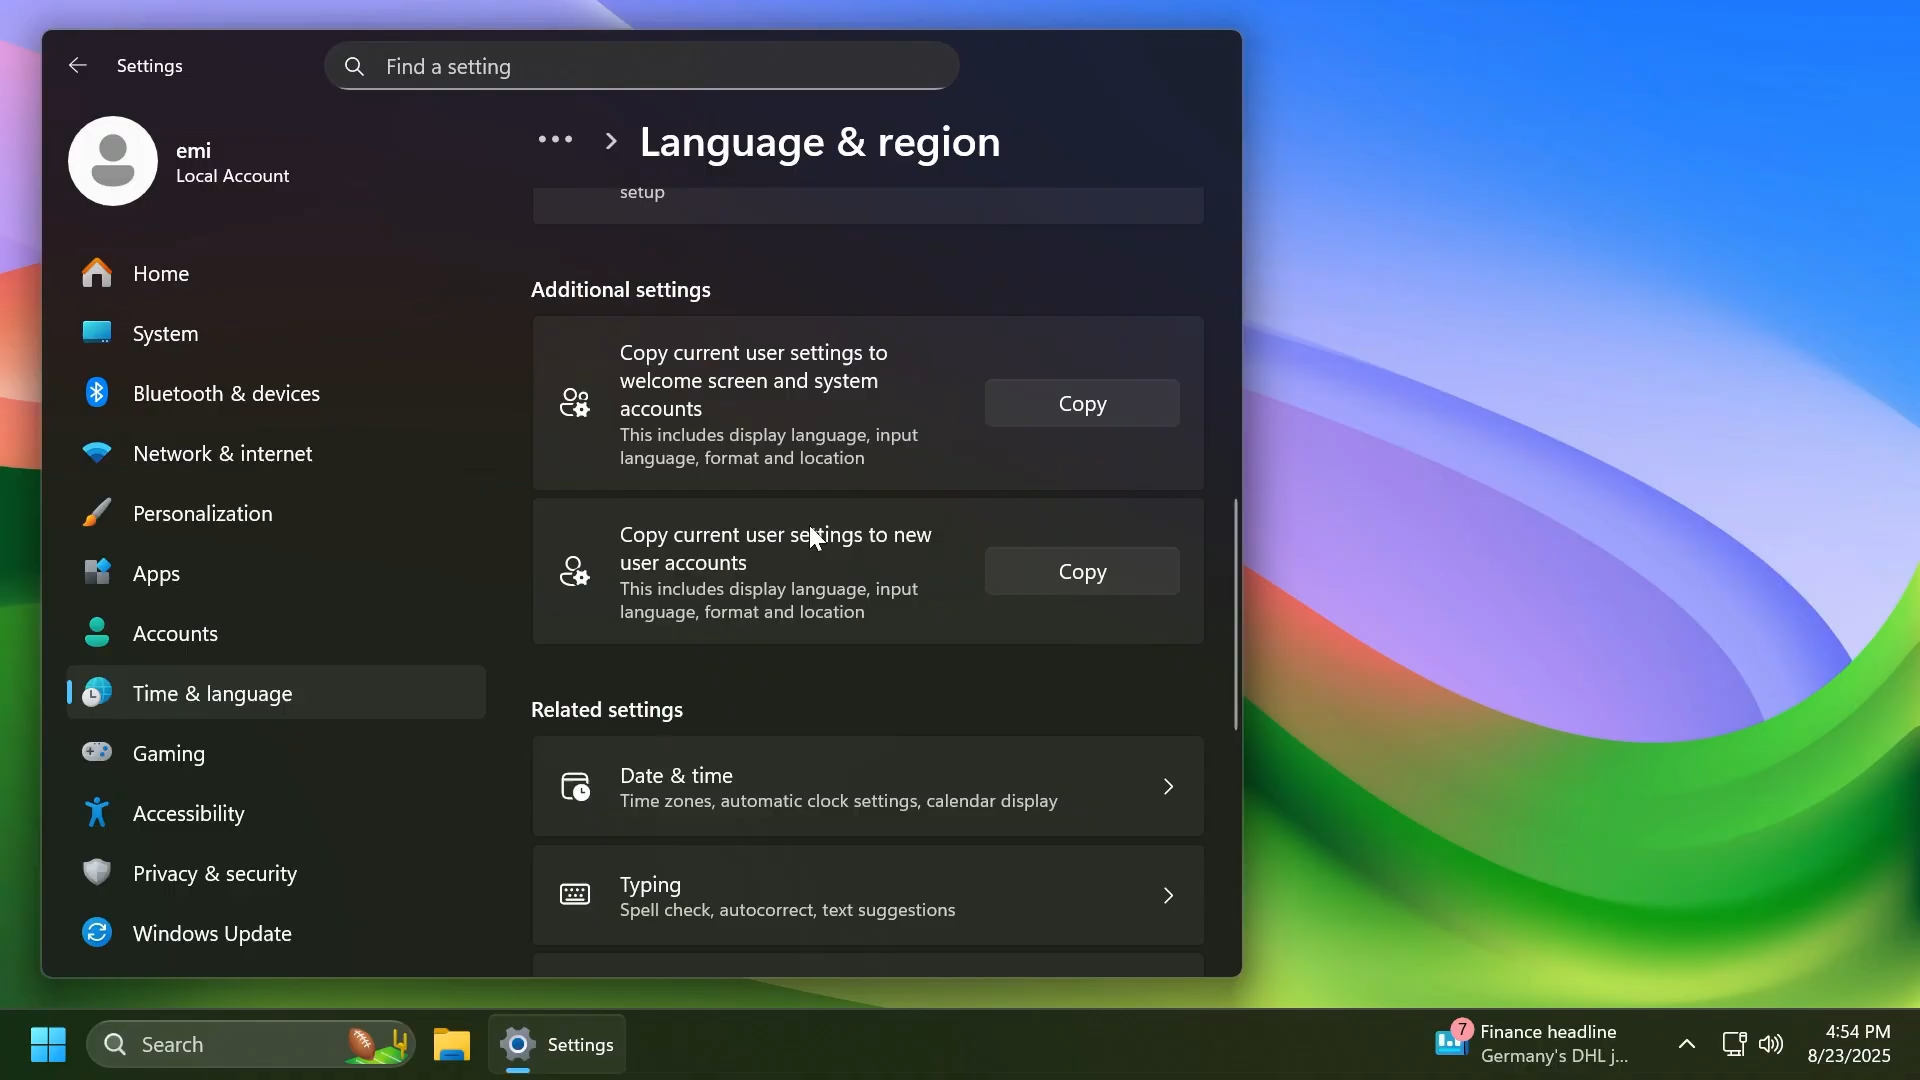 Settings
Find a setting
emi
Local Account
Home
System
Bluetooth & devices
Network & internet
Personalization
Apps
Accounts
Time & language
Gaming
Accessibility
Privacy & security
Windows Update
Language & region
setup
Additional settings
Copy current user settings to
welcome screen and system
accounts
This includes display language, input
language, format and location
Copy
Copy current user settings to new
user accounts
This includes display language, input
language, format and location
Copy
Related settings
Date & time
Time zones, automatic clock settings, calendar display
Typing
Spell check, autocorrect, text suggestions
Search
Settings
7
Finance headline
Germany's DHL j...
4:54 PM
8/23/2025